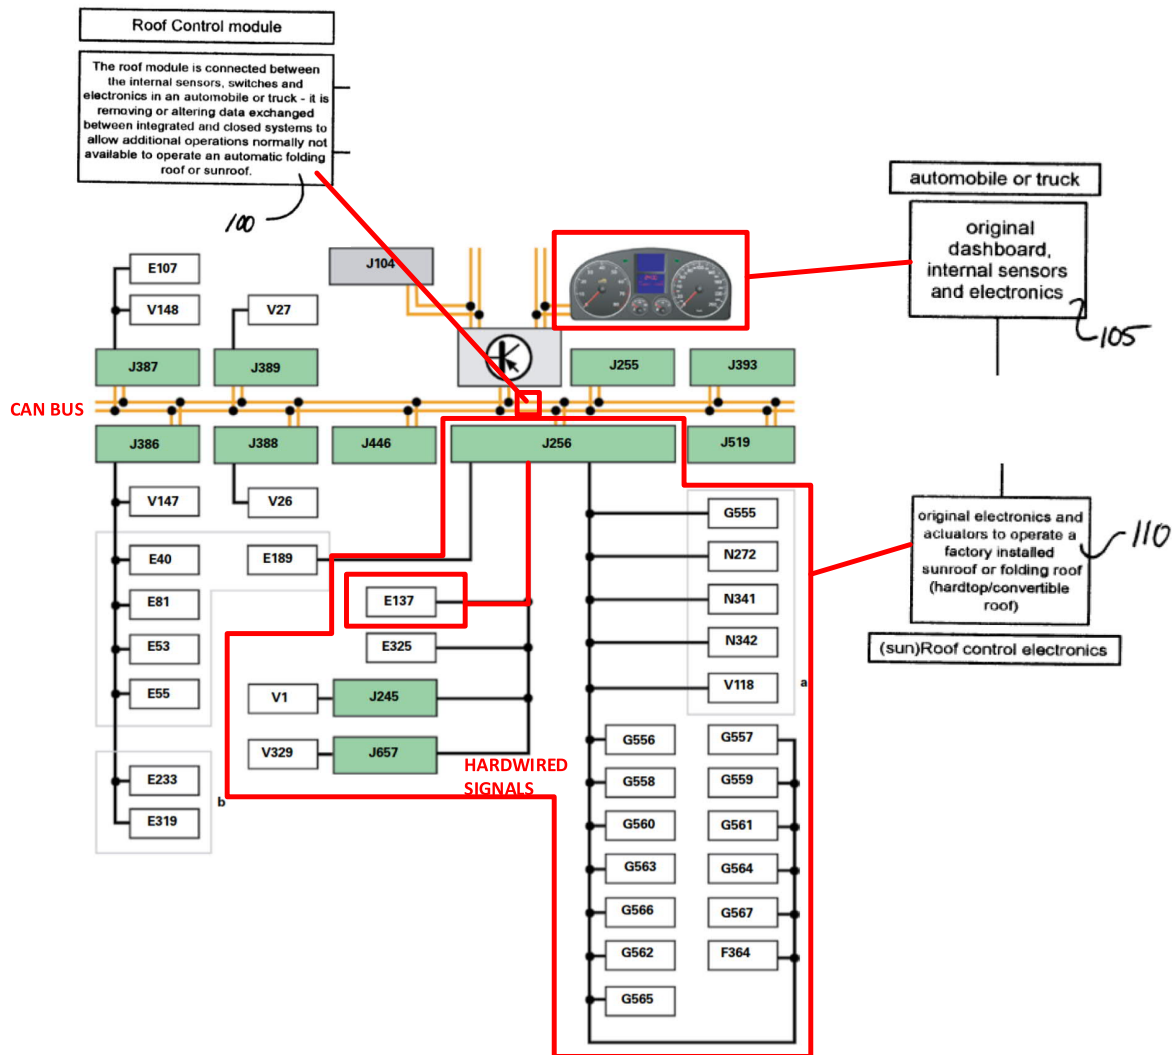 Roof Control module
The roof module is connected between
the internal sensors, switches and
electronics in an automobile or truck - it is
removing or altering data exchanged
between integrated and closed systems to
allow additional operations normally not
available to operate an automatic folding
roof or sunroof.
100
automobile or truck
original
dashboard,
internal sensors
and electronics
105
J104
E107
V148
V27
J387
J389
J255
J393
CAN BUS
J386
J388
J446
J256
J519
V147
V26
G555
original electronics and
actuators to operate a
factory installed
sunroof or folding roof
(hardtop/convertible
roof)
110
(sun)Roof control electronics
E40
E189
N272
E81
E137
N341
E53
E325
N342
E55
V1
J245
V118
a
V329
J657
HARDWIRED
SIGNALS
G556
G557
E233
b
G558
G559
E319
G560
G561
G563
G564
G566
G567
G562
F364
G565